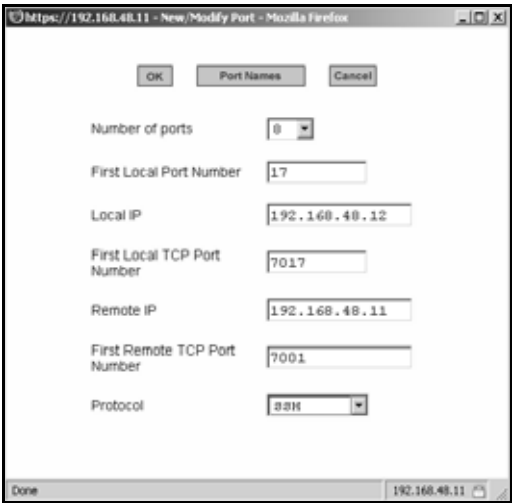 https://192.168.48.11 - New/Modify Port - Mozilla Firefox
OK Port Names Cancel
Number of ports 8
First Local Port Number 17
Local IP 192.168.48.12
First Local TCP Port
Number 7017
Remote IP 192.168.48.11
First Remote TCP Port
Number 7001
Protocol SSH
Done 192.168.48.11